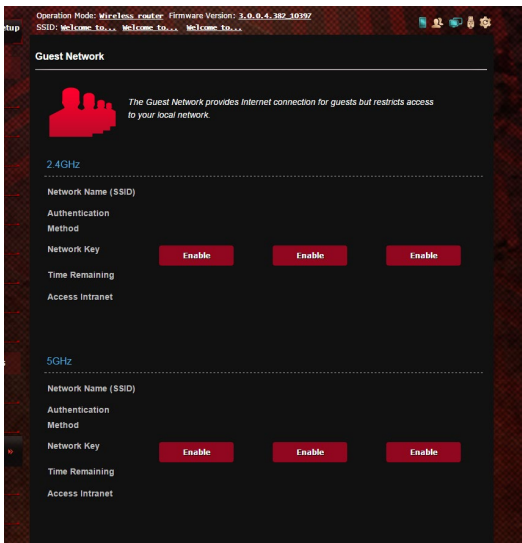 Operation Mode: Wireless router Firmware Version: 3.0.0.4.382_10397
etup
SSID: Welcome to... Welcome to... Welcome to...
Guest Network
The Guest Network provides Internet connection for guests but restricts access
to your local network.
2.4GHz
Network Name (SSID)
Authentication
Method
Network Key
Enable Enable Enable
Time Remaining
Access Intranet
5GHz
s
Network Name (SSID)
Authentication
Method
Network Key
Enable Enable Enable
Time Remaining
Access Intranet